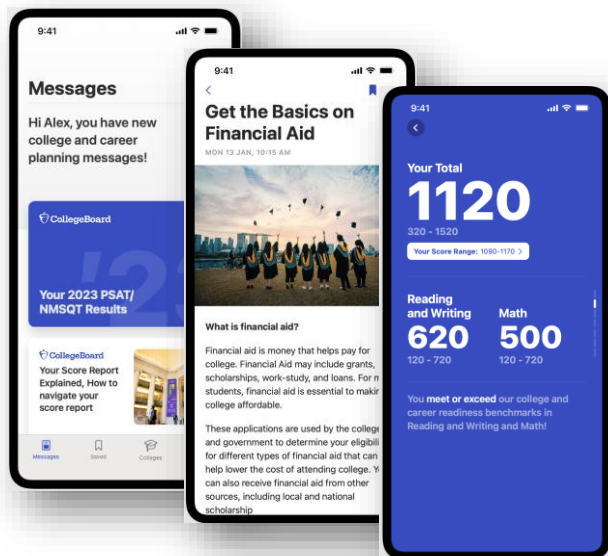 9:41
Messages
Hi Alex, you have new
college and career
planning messages!
CollegeBoard
'23
Your 2023 PSAT/
NMSQT Results
CollegeBoard
Your Score Report
Explained, How to
navigate your
score report
Messages
Saved
Colleges
9:41
Get the Basics on
Financial Aid
MON 13 JAN, 10:15 AM
What is financial aid?
Financial aid is money that helps pay for
college. Financial Aid may include grants,
scholarships, work-study, and loans. For
students, financial aid is essential to
college affordable.
These applications are used by the
and government to determine your
for different types of financial aid that can
help lower the cost of attending college.
can also receive financial aid from other
sources, including local and national
scholarship
9:41
Your Total
1120
320 - 1520
Your Score Range: 1090-1170 >
Reading
and Writing
620
120 - 720
Math
500
120 - 720
You meet or exceed our college and
career readiness benchmarks in
Reading and Writing and Math!